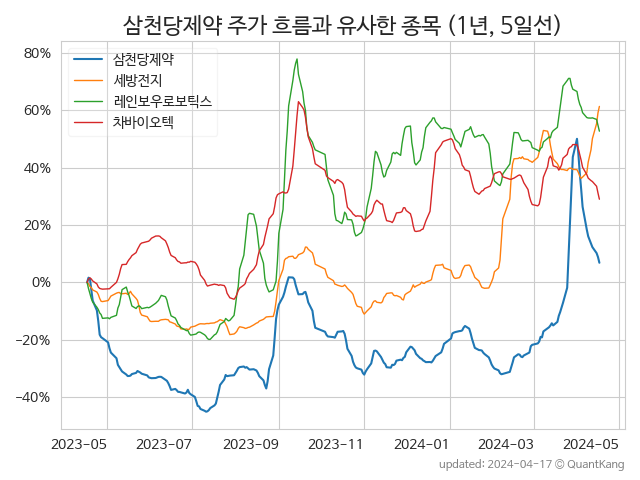 삼천당제약 주가 흐름과 유사한 종목 (1년, 5일선)
삼천당제약
세방전지
레인보우로보틱스
차바이오텍
80%
60%
40%
20%
0%
−20%
−40%
2023-05 2023-07 2023-09 2023-11 2024-01 2024-03 2024-05
updated: 2024-04-17 © QuantKang